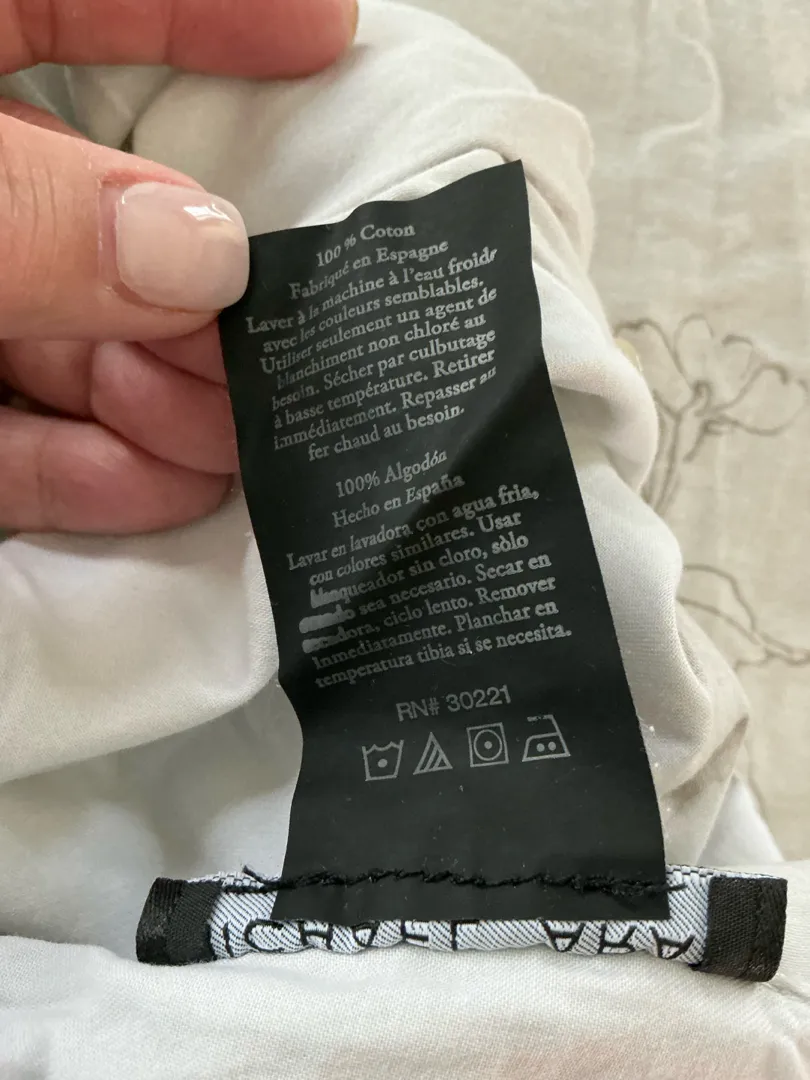 100 % Coton
Fabriqué en Espagne
Laver à la machine à l'eau froide
avec les couleurs semblables.
Utiliser seulement un agent de
blanchiment non chloré au
besoin. Sécher par culbutage
à basse température. Retirer
immédiatement. Repasser au
fer chaud au besoin.
100% Algodón
Hecho en España
Lavar en lavadora con agua fria,
con colores similares. Usar
sin cloro, sòlo
sea necesario. Secar en
ciclo lento. Remover
inmediatamente. Planchar en
temperatura tibia si se necesita.
RN# 30221